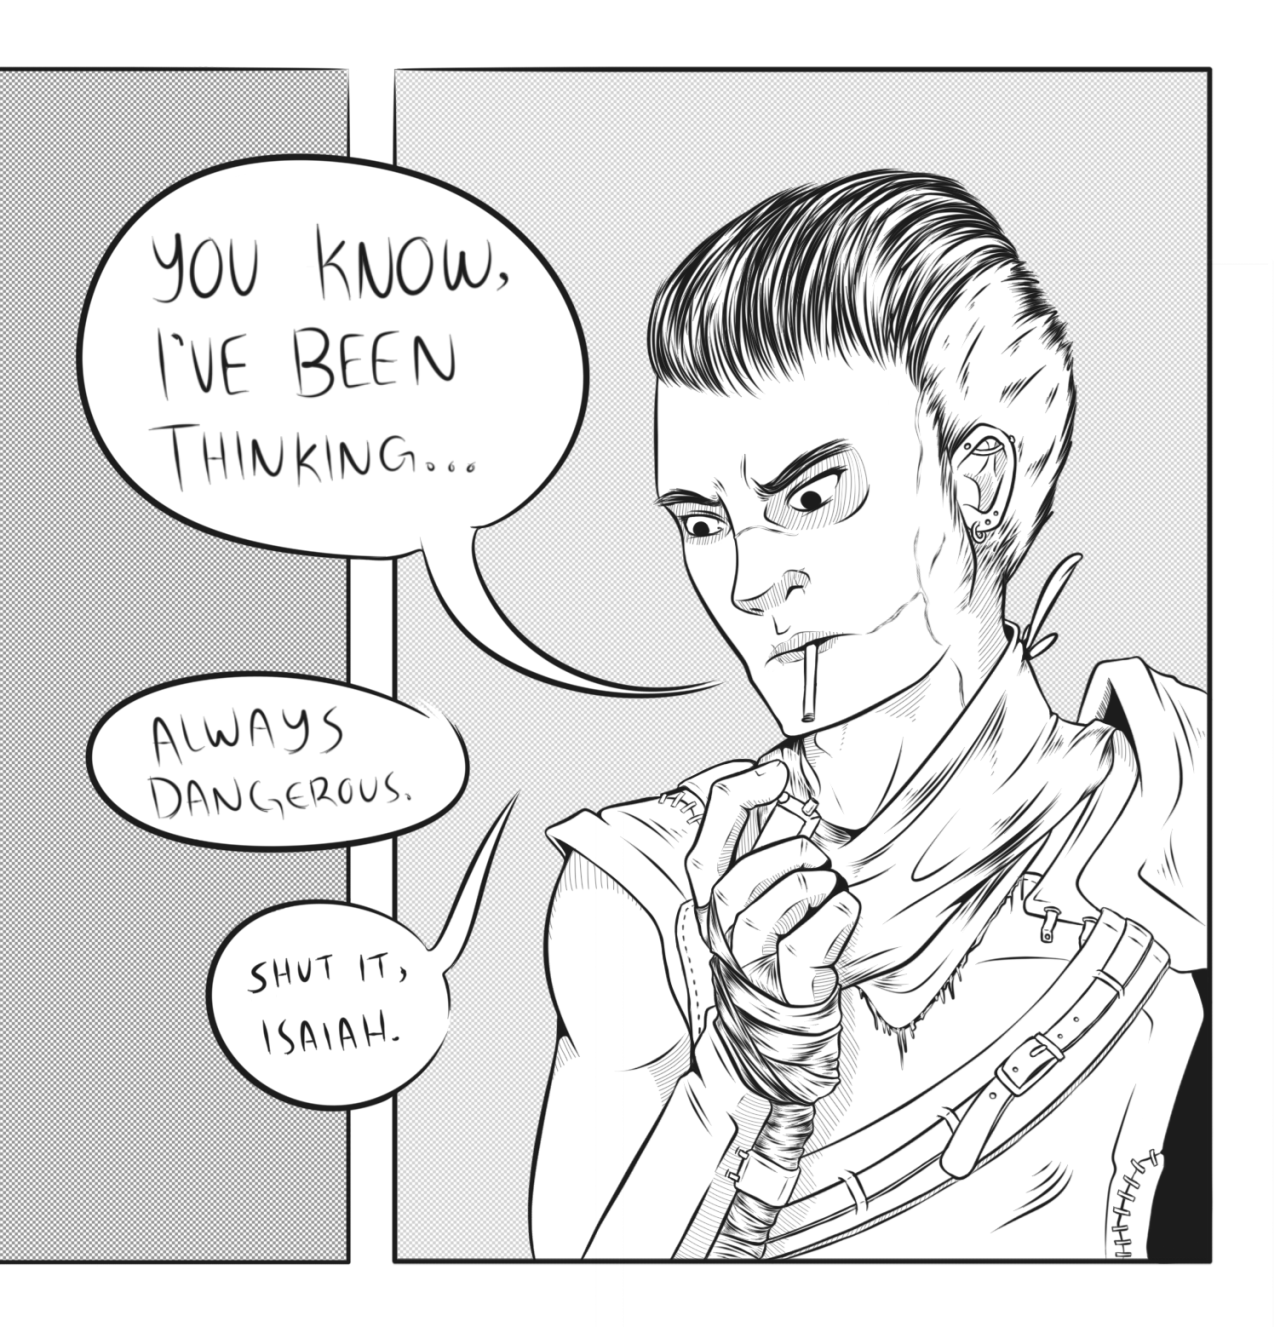 YOU KNOW,
I'VE BEEN
THINKING...
ALWAYS
DANGEROUS.
SHUT IT,
ISAIAH.